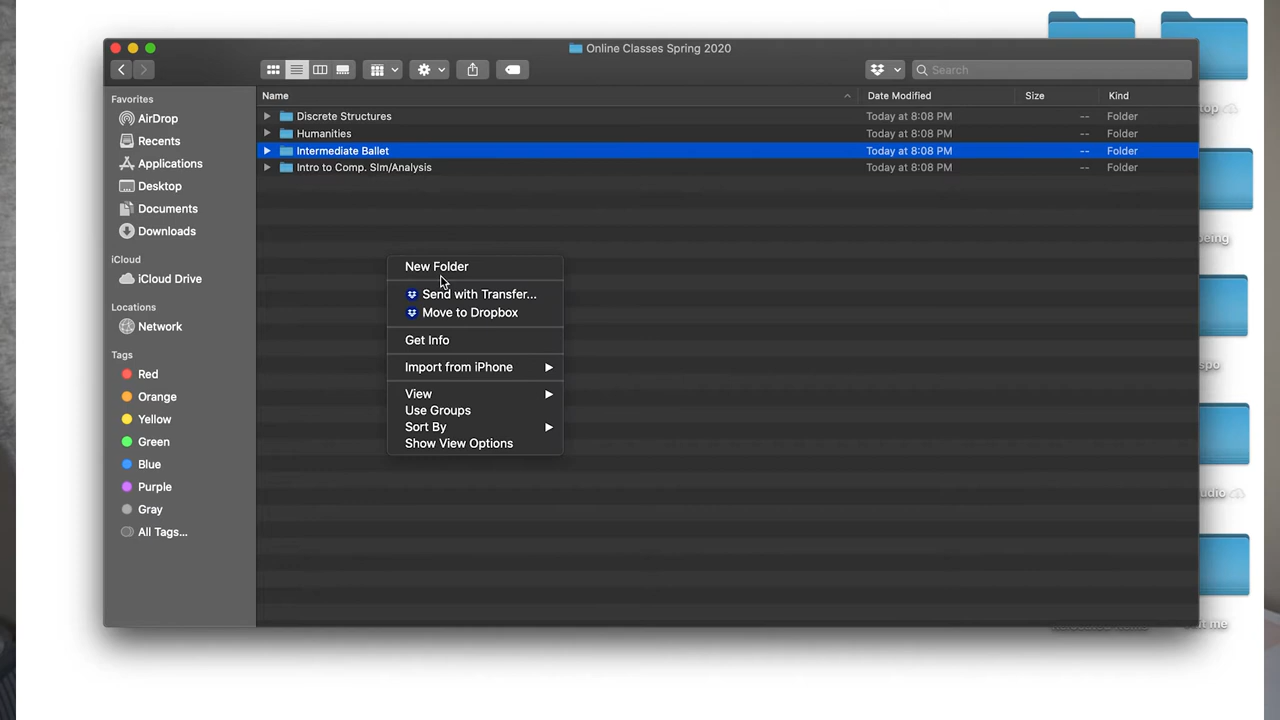 Online Classes Spring 2020
Search
Favorites
AirDrop
Recents
Applications
Desktop
Documents
Downloads
iCloud
iCloud Drive
Locations
Network
Tags
Red
Orange
Yellow
Green
Blue
Purple
Gray
All Tags...
Name Date Modified Size Kind
Discrete Structures Today at 8:08 PM -- Folder
Humanities Today at 8:08 PM -- Folder
Intermediate Ballet Today at 8:08 PM -- Folder
Intro to Comp. SIm/Analysis Today at 8:08 PM -- Folder
New Folder
Send with Transfer...
Move to Dropbox
Get Info
Import from iPhone
View
Use Groups
Sort By
Show View Options
me